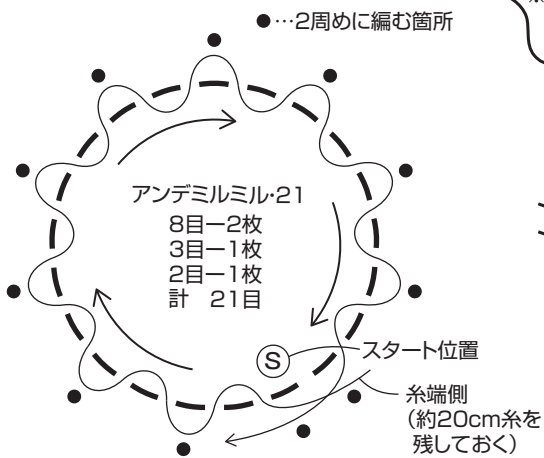 ●…2周めに編む箇所
アンデミルミル・21
8目ー2枚
3目ー1枚
2目ー1枚
計 21目
S
スタート位置
糸端側
(約20cm糸を
残しておく)